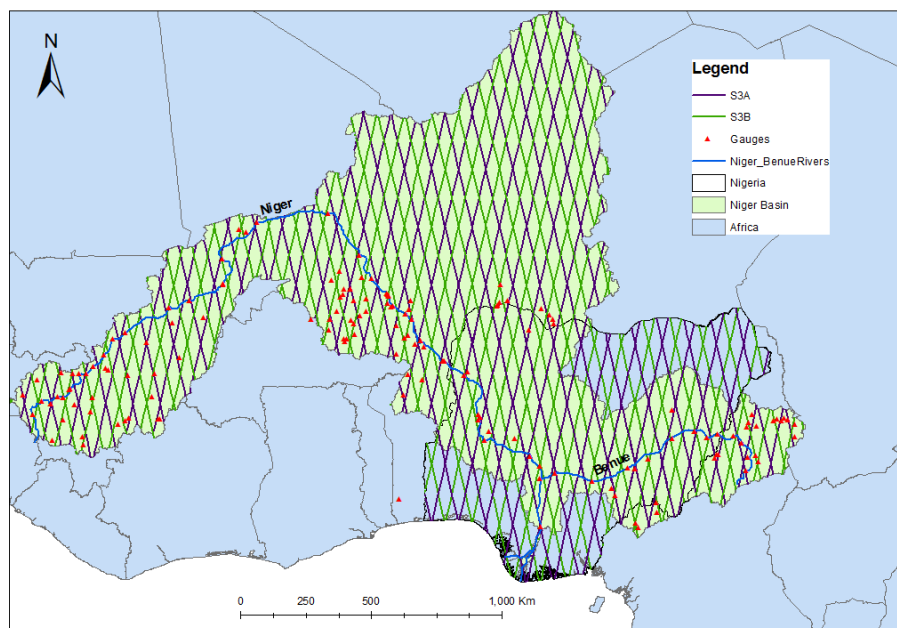 N
Legend
S3A
S3B
Gauges
Niger_BenueRivers
Nigeria
Niger Basin
Africa
Niger
Benue
0 250 500 1,000 Km